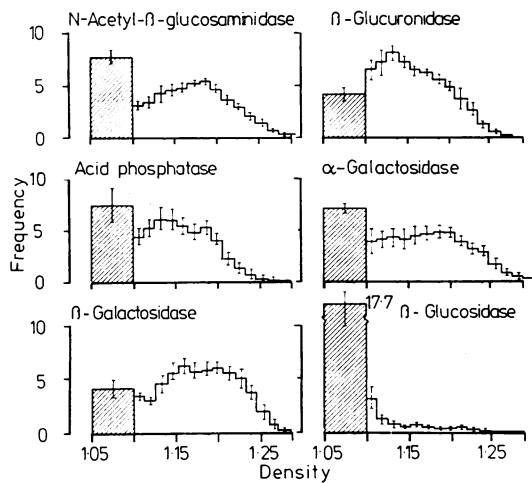 N-Acetyl-ß-glucosaminidase
ß-Glucuronidase
10
5
0
Acid phosphatase
α-Galactosidase
10
5
0
Frequency
ß-Galactosidase
17·7 ß-Glucosidase
10
5
0
1·05 1·15 1·25
1·05 1·15 1·25
Density